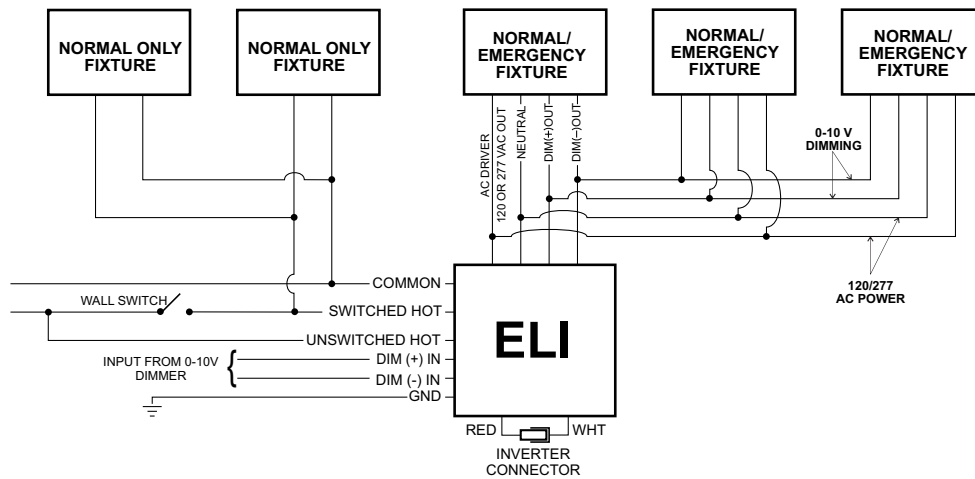 NORMAL ONLY
FIXTURE
NORMAL ONLY
FIXTURE
NORMAL/
EMERGENCY
FIXTURE
NORMAL/
EMERGENCY
FIXTURE
NORMAL/
EMERGENCY
FIXTURE
AC DRIVER
120 OR 277 VAC OUT
NEUTRAL
DIM(+)OUT
DIM(–)OUT
0-10 V
DIMMING
120/277
AC POWER
COMMON
WALL SWITCH
SWITCHED HOT
UNSWITCHED HOT
INPUT FROM 0-10V
DIMMER
DIM (+) IN
DIM (-) IN
GND
ELI
RED
WHT
INVERTER
CONNECTOR